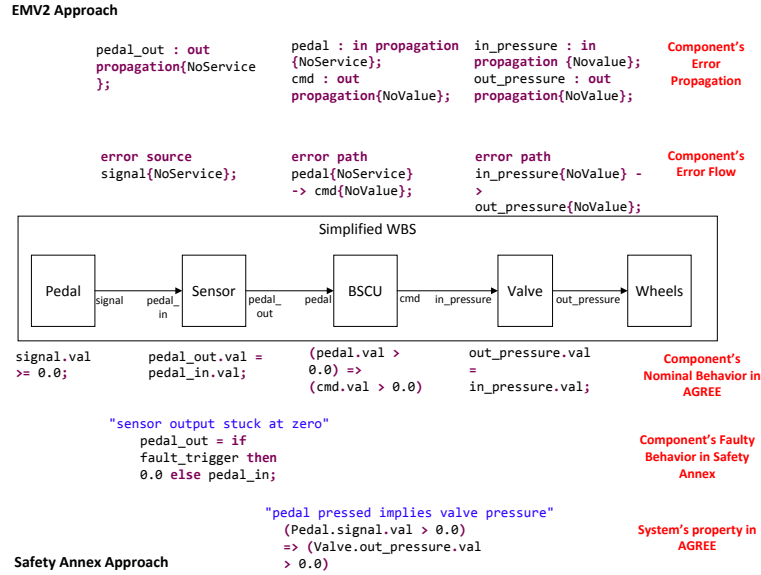 EMV2 Approach
pedal_out : out
propagation{NoService
};
pedal : in propagation
{NoService};
cmd : out
propagation{NoValue};
in_pressure : in
propagation {Novalue};
out_pressure : out
propagation{NoValue};
Component's
Error
Propagation
error source
signal{NoService};
error path
pedal{NoService}
-> cmd{NoValue};
error path
in_pressure{NoValue} -
>
out_pressure{NoValue};
Component's
Error Flow
Simplified WBS
Pedal
signal
pedal_
in
Sensor
pedal_
out
pedal
BSCU
cmd
in_pressure
Valve
out_pressure
Wheels
signal.val
>= 0.0;
pedal_out.val =
pedal_in.val;
(pedal.val >
0.0) =>
(cmd.val > 0.0)
out_pressure.val
=
in_pressure.val;
Component's
Nominal Behavior in
AGREE
"sensor output stuck at zero"
pedal_out = if
fault_trigger then
0.0 else pedal_in;
Component's Faulty
Behavior in Safety
Annex
"pedal pressed implies valve pressure"
(Pedal.signal.val > 0.0)
=> (Valve.out_pressure.val
> 0.0)
System's property in
AGREE
Safety Annex Approach